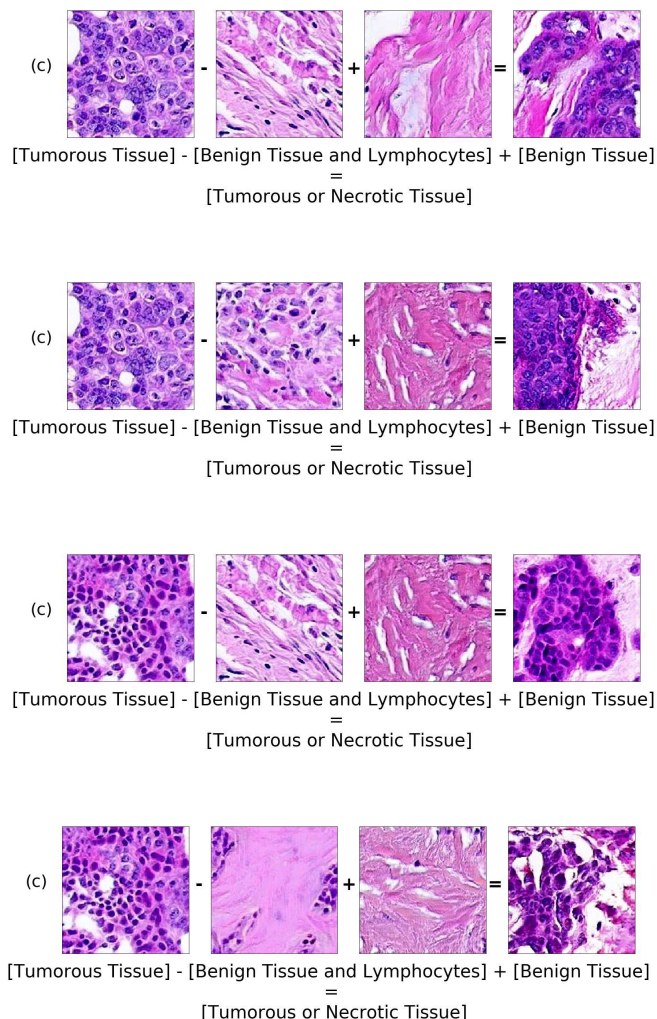 (c) - + =
[Tumorous Tissue] - [Benign Tissue and Lymphocytes] + [Benign Tissue]
=
[Tumorous or Necrotic Tissue]
(c) - + =
[Tumorous Tissue] - [Benign Tissue and Lymphocytes] + [Benign Tissue]
=
[Tumorous or Necrotic Tissue]
(c) - + =
[Tumorous Tissue] - [Benign Tissue and Lymphocytes] + [Benign Tissue]
=
[Tumorous or Necrotic Tissue]
(c) - + =
[Tumorous Tissue] - [Benign Tissue and Lymphocytes] + [Benign Tissue]
=
[Tumorous or Necrotic Tissue]